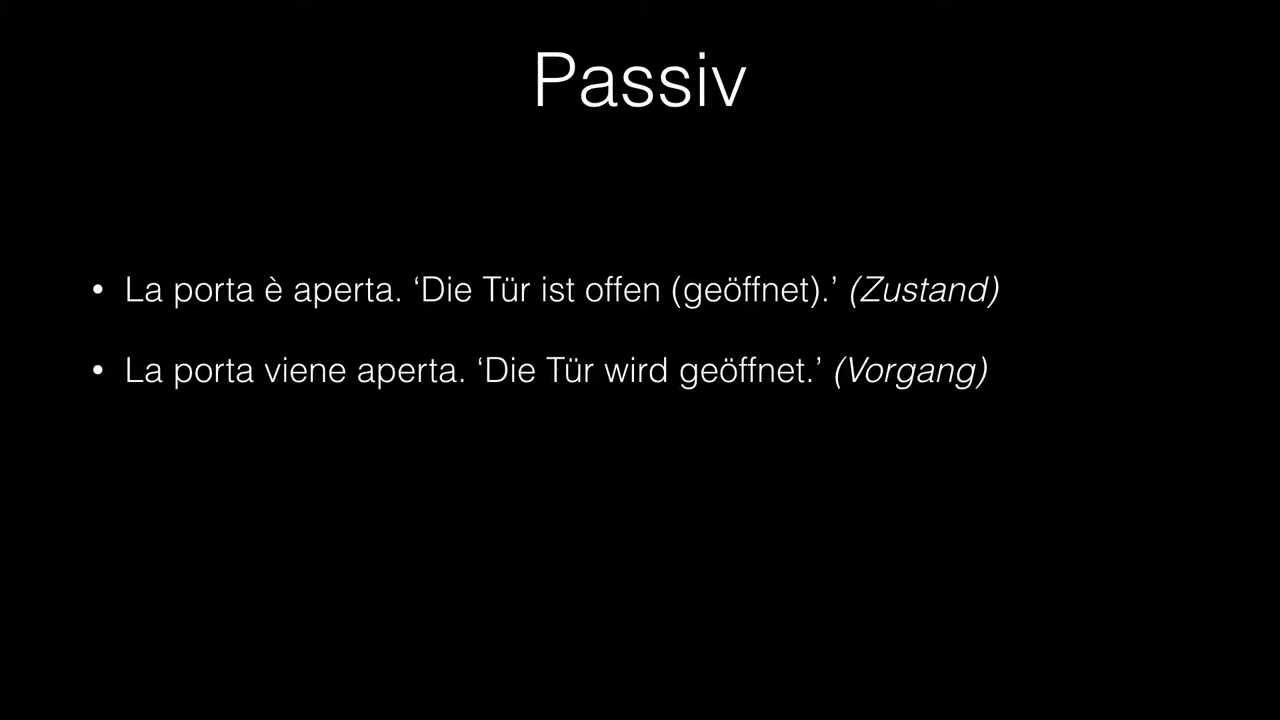 Passiv
• La porta è aperta. ‘Die Tür ist offen (geöffnet).’ (Zustand)
• La porta viene aperta. ‘Die Tür wird geöffnet.’ (Vorgang)